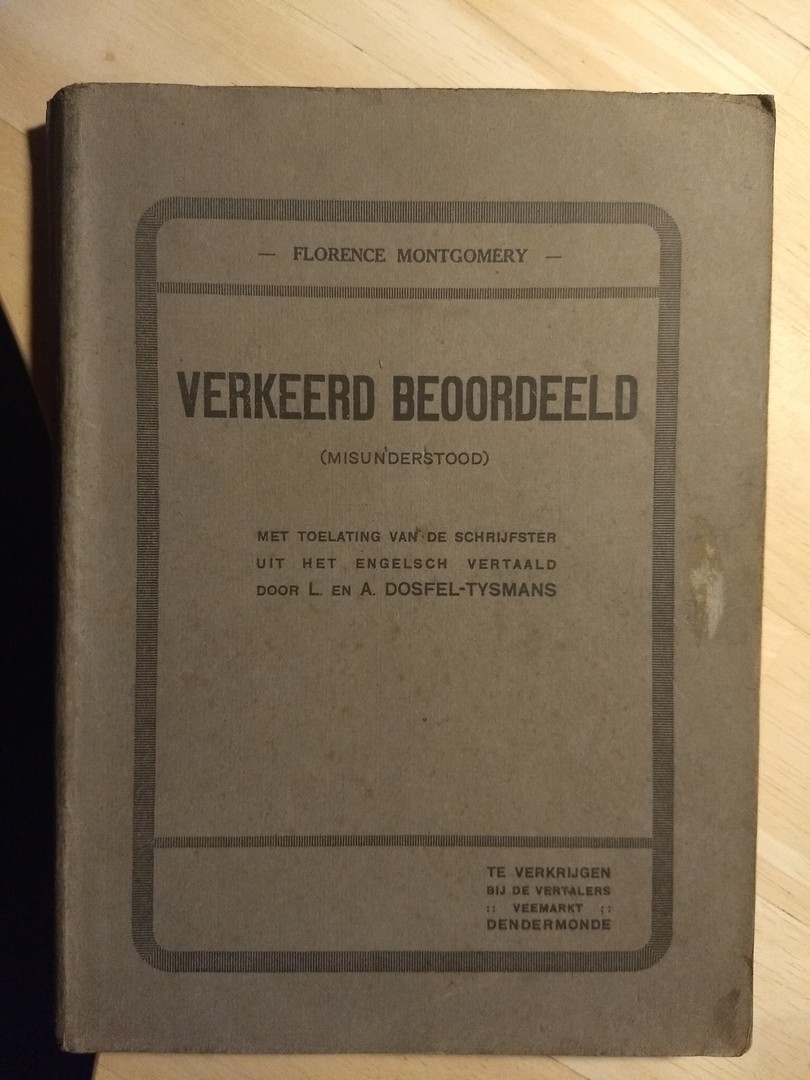 — FLORENCE MONTGOMERY —
VERKEERD BEOORDEELD
(MISUNDERSTOOD)
MET TOELATING VAN DE SCHRIJFSTER
UIT HET ENGELSCH VERTAALD
DOOR L. EN A. DOSFEL-TYSMANS
TE VERKRIJGEN
BIJ DE VERTALERS
:: VEEMARKT ::
DENDERMONDE